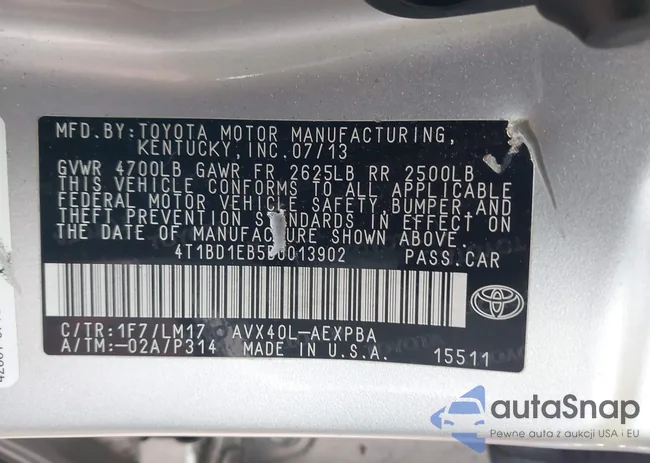 MFD.BY:TOYOTA MOTOR MANUFACTURING,
KENTUCKY,INC.07/13
GVWR 4700LB GAWR FR 2625LB RR 2500LB
THIS VEHICLE CONFORMS TO ALL APPLICABLE
FEDERAL MOTOR VEHICLE SAFETY,BUMPER AND
THEFT PREVENTION STANDARDS IN EFFECT ON
THE DATE OF MANUFACTURE SHOWN ABOVE.
PASS.CAR
C/TR:1F7/LM17 AVX40L-AEXPBA
A/TM:-02A/P314 MADE IN U.S.A. 15511
autoSnap
Pewne auta z aukcji USA i EU